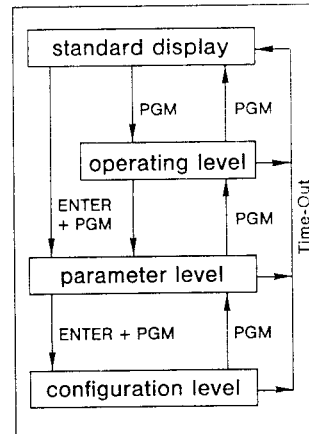 standard display
PGM
PGM
operating level
ENTER
+ PGM
PGM
Time-Out
parameter level
ENTER + PGM
PGM
configuration level